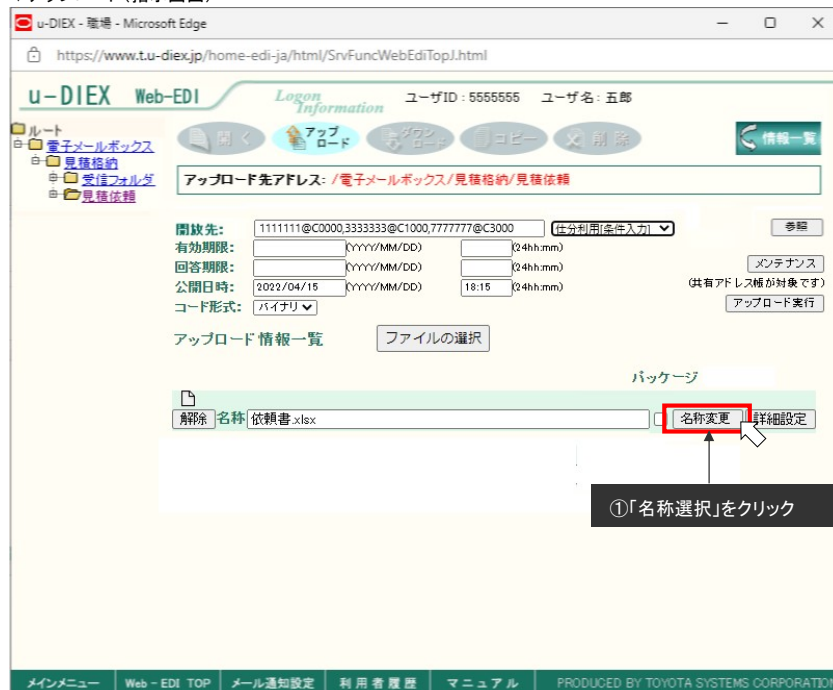 u-DIEX - 職場 - Microsoft Edge
https://www.t.u-diex.jp/home-edi-ja/html/SrvFuncWebEdiTopJ.html
u-DIEX Web-EDI
Logon Information
ユーザID：5555555 ユーザ名：五郎
ルート
電子メールボックス
見積格納
受信フォルダ
見積依頼
開く
アップロード
ダウンロード
コピー
削除
情報一覧
アップロード先アドレス: /電子メールボックス/見積格納/見積依頼
開放先: 1111111@C0000,3333333@C1000,7777777@C3000 仕分利用[条件入力] 参照
有効期限: (YYYY/MM/DD) (24hh:mm)
回答期限: (YYYY/MM/DD) (24hh:mm) メンテナンス
公開日時: 2022/04/15 (YYYY/MM/DD) 18:15 (24hh:mm) (共有アドレス帳が対象です)
コード形式: バイナリ アップロード実行
アップロード情報一覧 ファイルの選択
パッケージ
解除 名称 依頼書.xlsx 名称変更 詳細設定
①「名称選択」をクリック
メインメニュー Web-EDI TOP メール通知設定 利用者履歴 マニュアル PRODUCED BY TOYOTA SYSTEMS CORPORATION